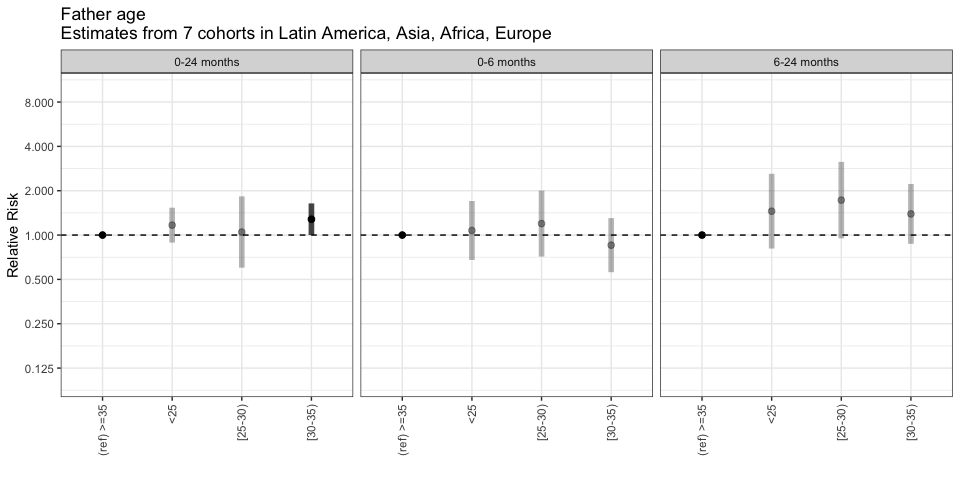 Father age
Estimates from 7 cohorts in Latin America, Asia, Africa, Europe
0-24 months
0-6 months
6-24 months
Relative Risk
8.000
4.000
2.000
1.000
0.500
0.250
0.125
(ref) >=35
<25
[25-30)
[30-35)
(ref) >=35
<25
[25-30)
[30-35)
(ref) >=35
<25
[25-30)
[30-35)